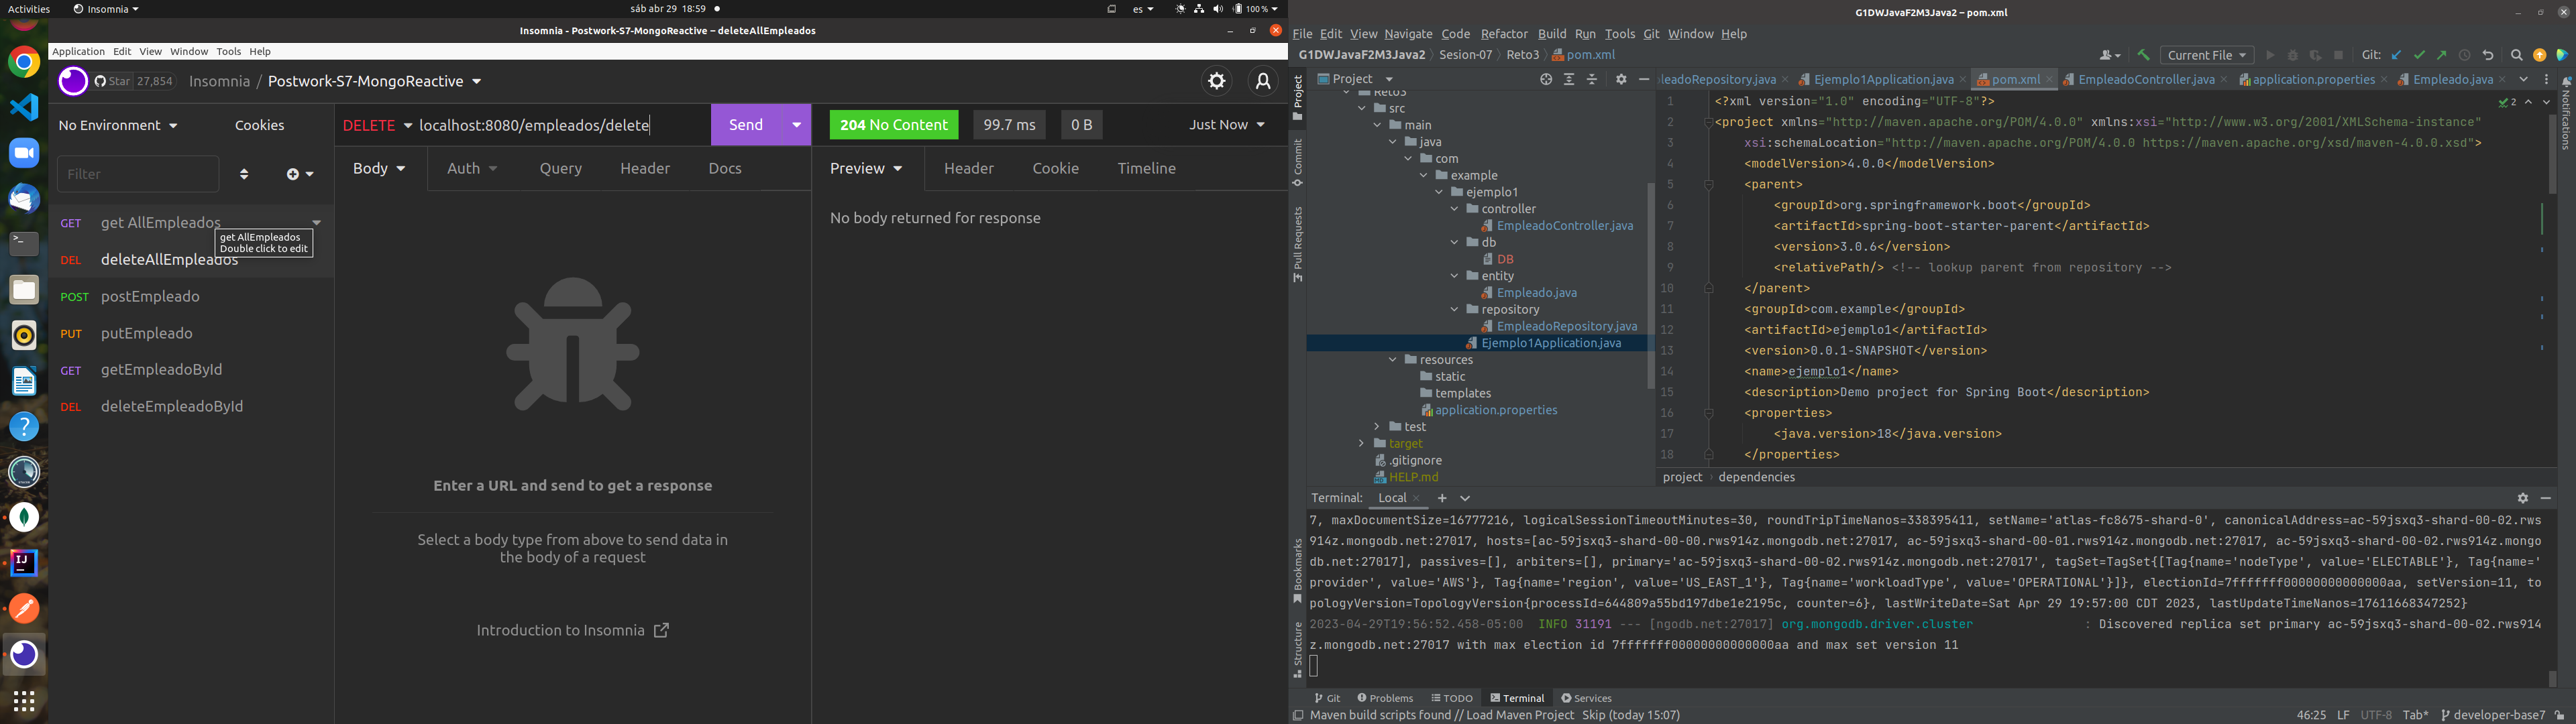 Activities
Insomnia
sáb abr 29 18:59
es
100 %
Insomnia - Postwork-S7-MongoReactive – deleteAllEmpleados
Application Edit View Window Tools Help
Star 27,854
Insomnia / Postwork-S7-MongoReactive
No Environment
Cookies
DELETE localhost:8080/empleados/delete
Send
204 No Content
99.7 ms
0 B
Just Now
Filter
Body
Auth
Query
Header
Docs
Preview
Header
Cookie
Timeline
GET get AllEmpleados
get AllEmpleados
Double click to edit
DEL deleteAllEmpleados
POST postEmpleado
PUT putEmpleado
GET getEmpleadoById
DEL deleteEmpleadoById
Enter a URL and send to get a response
Select a body type from above to send data in
the body of a request
Introduction to Insomnia
No body returned for response
G1DWJavaF2M3Java2 – pom.xml
File Edit View Navigate Code Refactor Build Run Tools Git Window Help
G1DWJavaF2M3Java2 Sesion-07 Reto3 pom.xml
Current File
Git:
Project
leadoRepository.java
Ejemplo1Application.java
pom.xml
EmpleadoController.java
application.properties
Empleado.java
Project
Commit
Pull Requests
Bookmarks
Structure
Notifications
Reto3
src
main
java
com
example
ejemplo1
controller
EmpleadoController.java
db
DB
entity
Empleado.java
repository
EmpleadoRepository.java
Ejemplo1Application.java
resources
static
templates
application.properties
test
target
.gitignore
HELP.md
2
1 <?xml version="1.0" encoding="UTF-8"?>
2 <project xmlns="http://maven.apache.org/POM/4.0.0" xmlns:xsi="http://www.w3.org/2001/XMLSchema-instance"
3 xsi:schemaLocation="http://maven.apache.org/POM/4.0.0 https://maven.apache.org/xsd/maven-4.0.0.xsd">
4 <modelVersion>4.0.0</modelVersion>
5 <parent>
6 <groupId>org.springframework.boot</groupId>
7 <artifactId>spring-boot-starter-parent</artifactId>
8 <version>3.0.6</version>
9 <relativePath/> <!-- lookup parent from repository -->
10 </parent>
11 <groupId>com.example</groupId>
12 <artifactId>ejemplo1</artifactId>
13 <version>0.0.1-SNAPSHOT</version>
14 <name>ejemplo1</name>
15 <description>Demo project for Spring Boot</description>
16 <properties>
17 <java.version>18</java.version>
18 </properties>
project dependencies
Terminal: Local
7, maxDocumentSize=16777216, logicalSessionTimeoutMinutes=30, roundTripTimeNanos=338395411, setName='atlas-fc8675-shard-0', canonicalAddress=ac-59jsxq3-shard-00-02.rws
914z.mongodb.net:27017, hosts=[ac-59jsxq3-shard-00-00.rws914z.mongodb.net:27017, ac-59jsxq3-shard-00-01.rws914z.mongodb.net:27017, ac-59jsxq3-shard-00-02.rws914z.mongo
db.net:27017], passives=[], arbiters=[], primary='ac-59jsxq3-shard-00-02.rws914z.mongodb.net:27017', tagSet=TagSet{[Tag{name='nodeType', value='ELECTABLE'}, Tag{name='
provider', value='AWS'}, Tag{name='region', value='US_EAST_1'}, Tag{name='workloadType', value='OPERATIONAL'}]}, electionId=7fffffff00000000000000aa, setVersion=11, to
pologyVersion=TopologyVersion{processId=644809a55bd197dbe1e2195c, counter=6}, lastWriteDate=Sat Apr 29 19:57:00 CDT 2023, lastUpdateTimeNanos=17611668347252}
2023-04-29T19:56:52.458-05:00 INFO 31191 --- [ngodb.net:27017] org.mongodb.driver.cluster : Discovered replica set primary ac-59jsxq3-shard-00-02.rws914
z.mongodb.net:27017 with max election id 7fffffff00000000000000aa and max set version 11
Git
Problems
TODO
Terminal
Services
Maven build scripts found // Load Maven Project Skip (today 15:07)
46:25 LF UTF-8 Tab* developer-base7